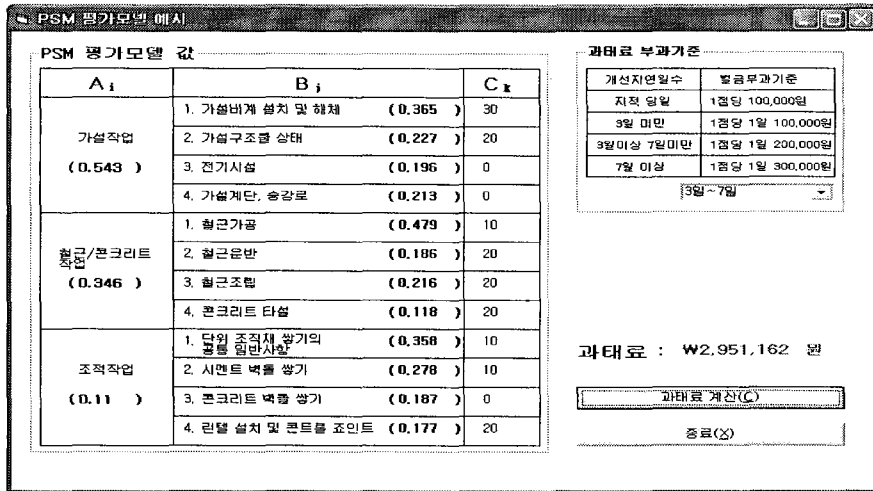 PSM 평가모델 예시
PSM 평가모델 값
A i B j C k
가설작업
(0.543 )
1. 가설비계 설치 및 해체 (0.365 ) 30
2. 가설구조물 상태 (0.227 ) 20
3. 전기시설 (0.196 ) 0
4. 가설계단, 승강로 (0.213 ) 0
철근/콘크리트
작업
(0.346 )
1. 철근가공 (0.479 ) 10
2. 철근운반 (0.186 ) 20
3. 철근조립 (0.216 ) 20
4. 콘크리트 타설 (0.118 ) 20
조적작업
(0.11 )
1. 단위 조적재 쌓기의
공통 일반사항 (0.358 ) 10
2. 시멘트 벽돌 쌓기 (0.278 ) 10
3. 콘크리트 벽돌 쌓기 (0.187 ) 0
4. 린텔 설치 및 콘트롤 죠인트 (0.177 ) 20
과태료 부과기준
개선지연일수 벌금부과기준
지적 당일 1점당 100,000원
3일 미만 1점당 1일 100,000원
3일이상 7일미만 1점당 1일 200,000원
7일 이상 1점당 1일 300,000원
3일~7일
과태료 : ₩2,951,162 원
과태료 계산(C)
종료(X)